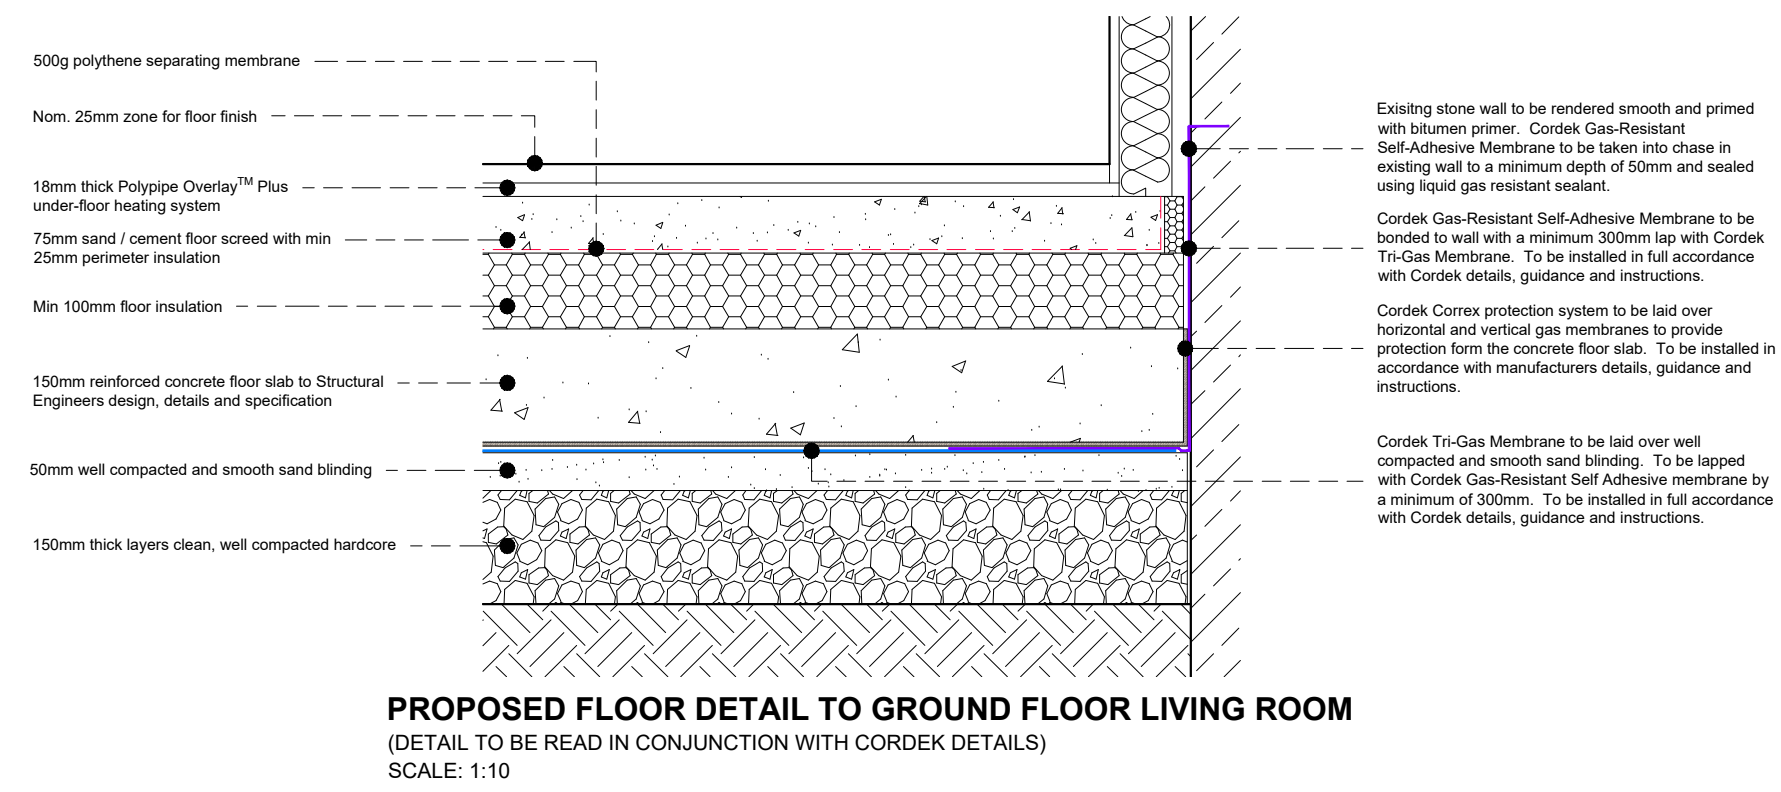 500g polythene separating membrane
Nom. 25mm zone for floor finish
18mm thick Polypipe Overlay™ Plus
under-floor heating system
75mm sand / cement floor screed with min
25mm perimeter insulation
Min 100mm floor insulation
150mm reinforced concrete floor slab to Structural
Engineers design, details and specification
50mm well compacted and smooth sand blinding
150mm thick layers clean, well compacted hardcore
Exisitng stone wall to be rendered smooth and primed
with bitumen primer. Cordek Gas-Resistant
Self-Adhesive Membrane to be taken into chase in
existing wall to a minimum depth of 50mm and sealed
using liquid gas resistant sealant.
Cordek Gas-Resistant Self-Adhesive Membrane to be
bonded to wall with a minimum 300mm lap with Cordek
Tri-Gas Membrane. To be installed in full accordance
with Cordek details, guidance and instructions.
Cordek Correx protection system to be laid over
horizontal and vertical gas membranes to provide
protection form the concrete floor slab. To be installed in
accordance with manufacturers details, guidance and
instructions.
Cordek Tri-Gas Membrane to be laid over well
compacted and smooth sand blinding. To be lapped
with Cordek Gas-Resistant Self Adhesive membrane by
a minimum of 300mm. To be installed in full accordance
with Cordek details, guidance and instructions.
PROPOSED FLOOR DETAIL TO GROUND FLOOR LIVING ROOM
(DETAIL TO BE READ IN CONJUNCTION WITH CORDEK DETAILS)
SCALE: 1:10